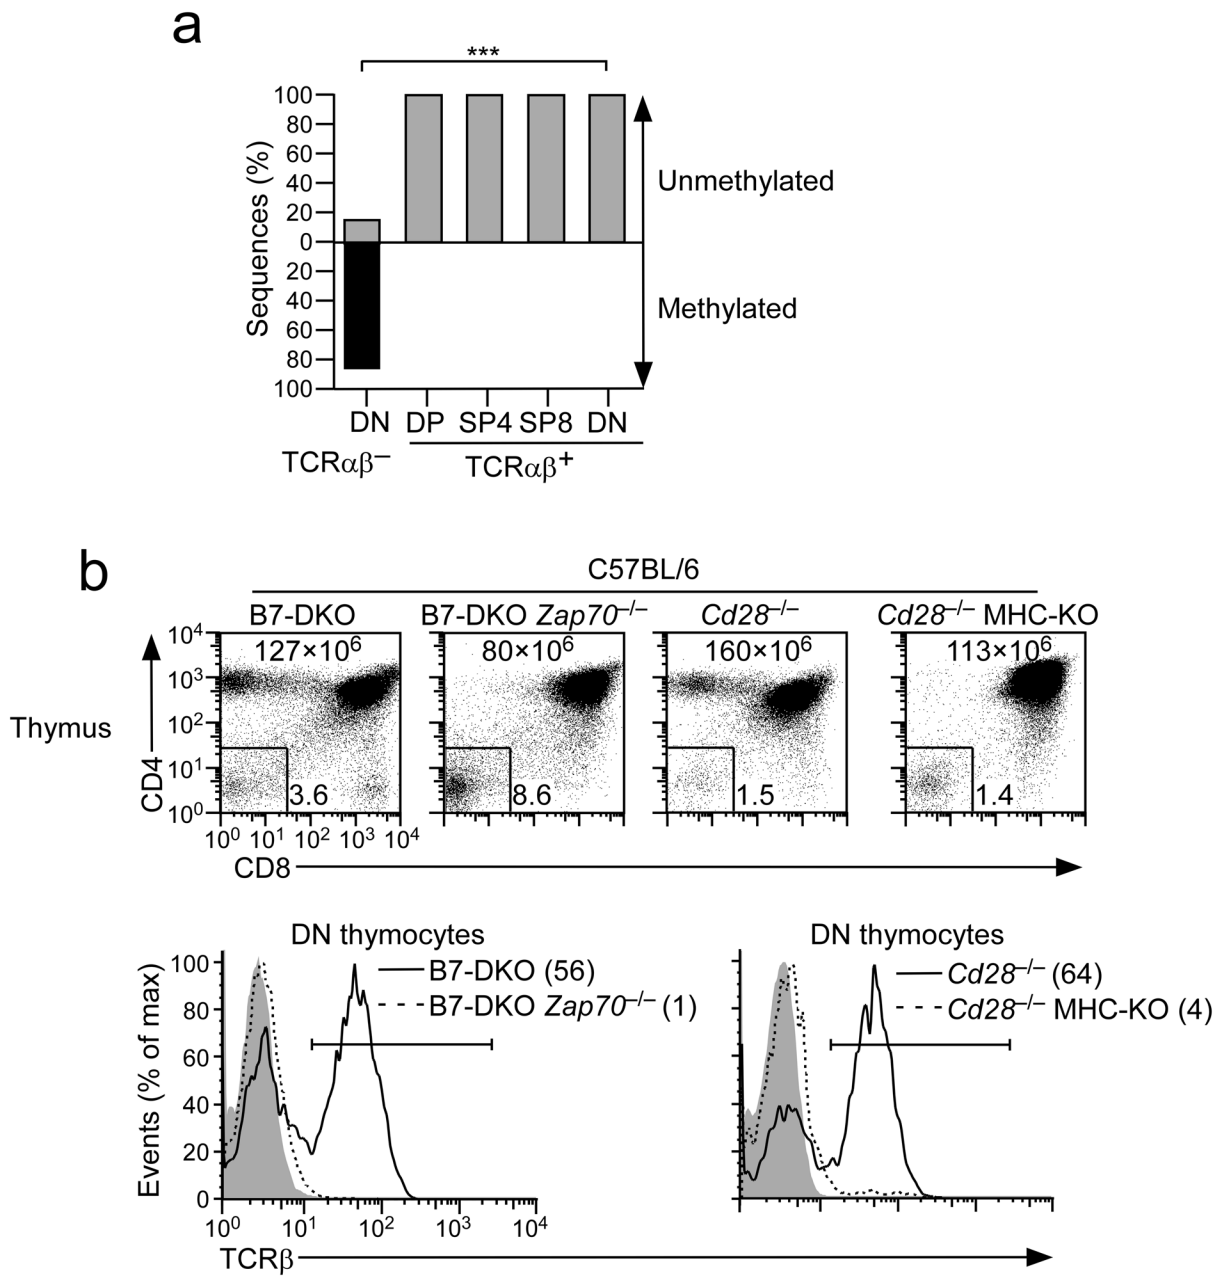 a
***
100
80
60
40
20
0
20
40
60
80
100
Sequences (%)
Unmethylated
Methylated
DN DP SP4 SP8 DN
TCRαβ⁻ TCRαβ⁺
b
C57BL/6
B7-DKO B7-DKO Zap70⁻/⁻ Cd28⁻/⁻ Cd28⁻/⁻ MHC-KO
127×10⁶ 80×10⁶ 160×10⁶ 113×10⁶
Thymus
CD4
10⁴
10³
10²
10¹
10⁰
3.6 8.6 1.5 1.4
10⁰ 10¹ 10² 10³ 10⁴
CD8
DN thymocytes
B7-DKO (56)
B7-DKO Zap70⁻/⁻ (1)
DN thymocytes
Cd28⁻/⁻ (64)
Cd28⁻/⁻ MHC-KO (4)
Events (% of max)
100
80
60
40
20
0
10⁰ 10¹ 10² 10³ 10⁴
TCRβ